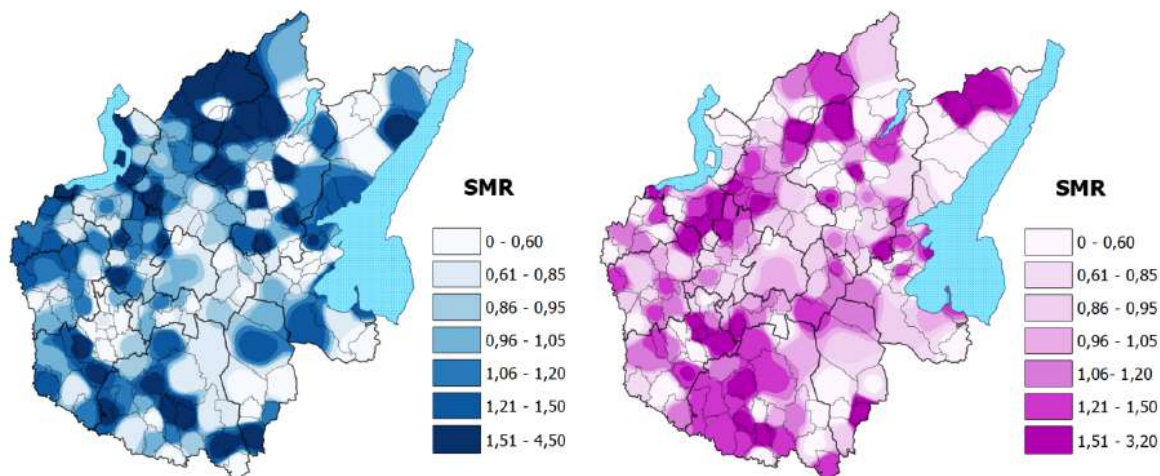 SMR
0 - 0,60
0,61 - 0,85
0,86 - 0,95
0,96 - 1,05
1,06 - 1,20
1,21 - 1,50
1,51 - 4,50
SMR
0 - 0,60
0,61 - 0,85
0,86 - 0,95
0,96 - 1,05
1,06- 1,20
1,21 - 1,50
1,51 - 3,20